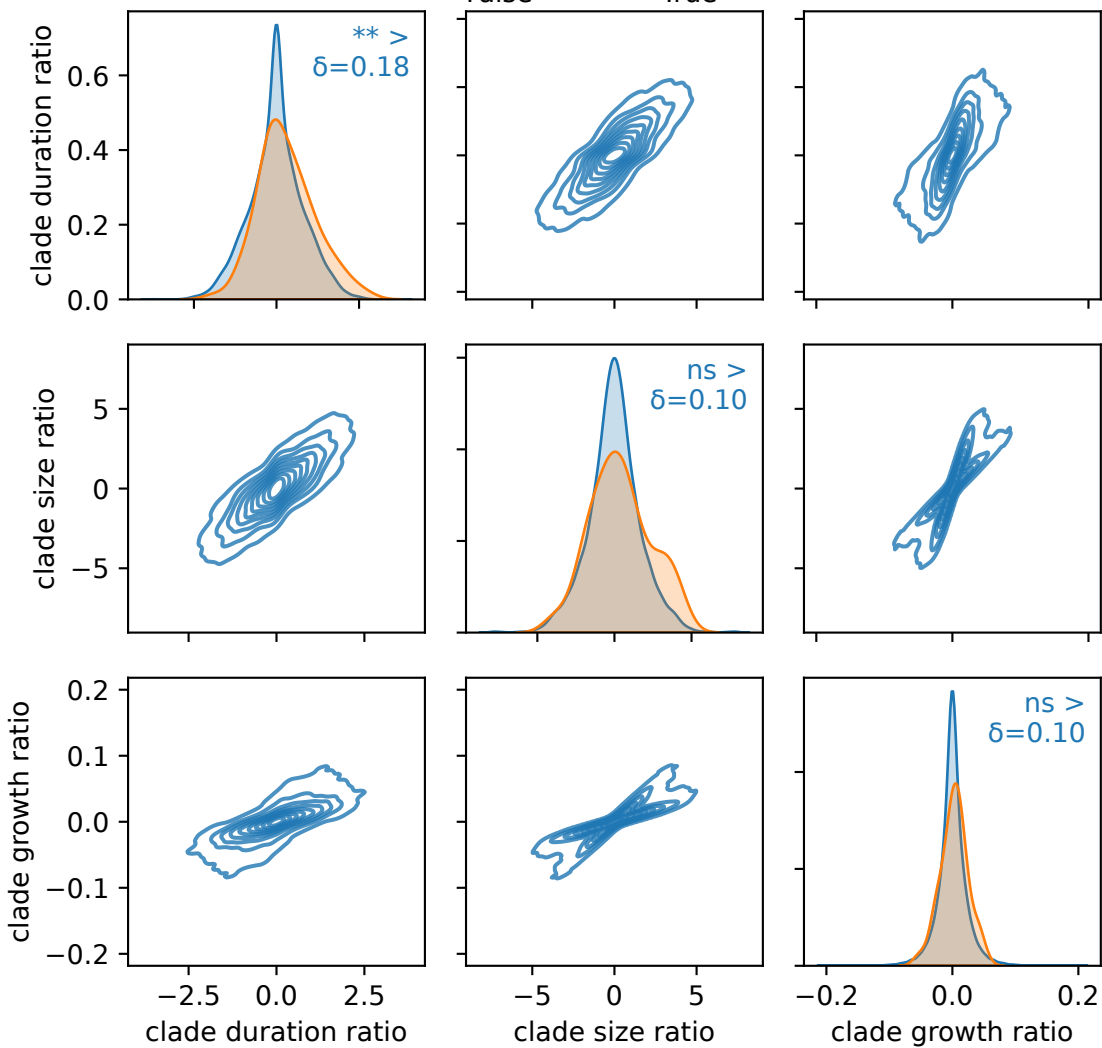 ** >
δ=0.18
clade duration ratio
0.6
0.4
0.2
0.0
ns >
δ=0.10
clade size ratio
5
0
−5
ns >
δ=0.10
clade growth ratio
0.2
0.1
0.0
−0.1
−0.2
−2.5 0.0 2.5
−5 0 5
−0.2 0.0 0.2
clade duration ratio
clade size ratio
clade growth ratio